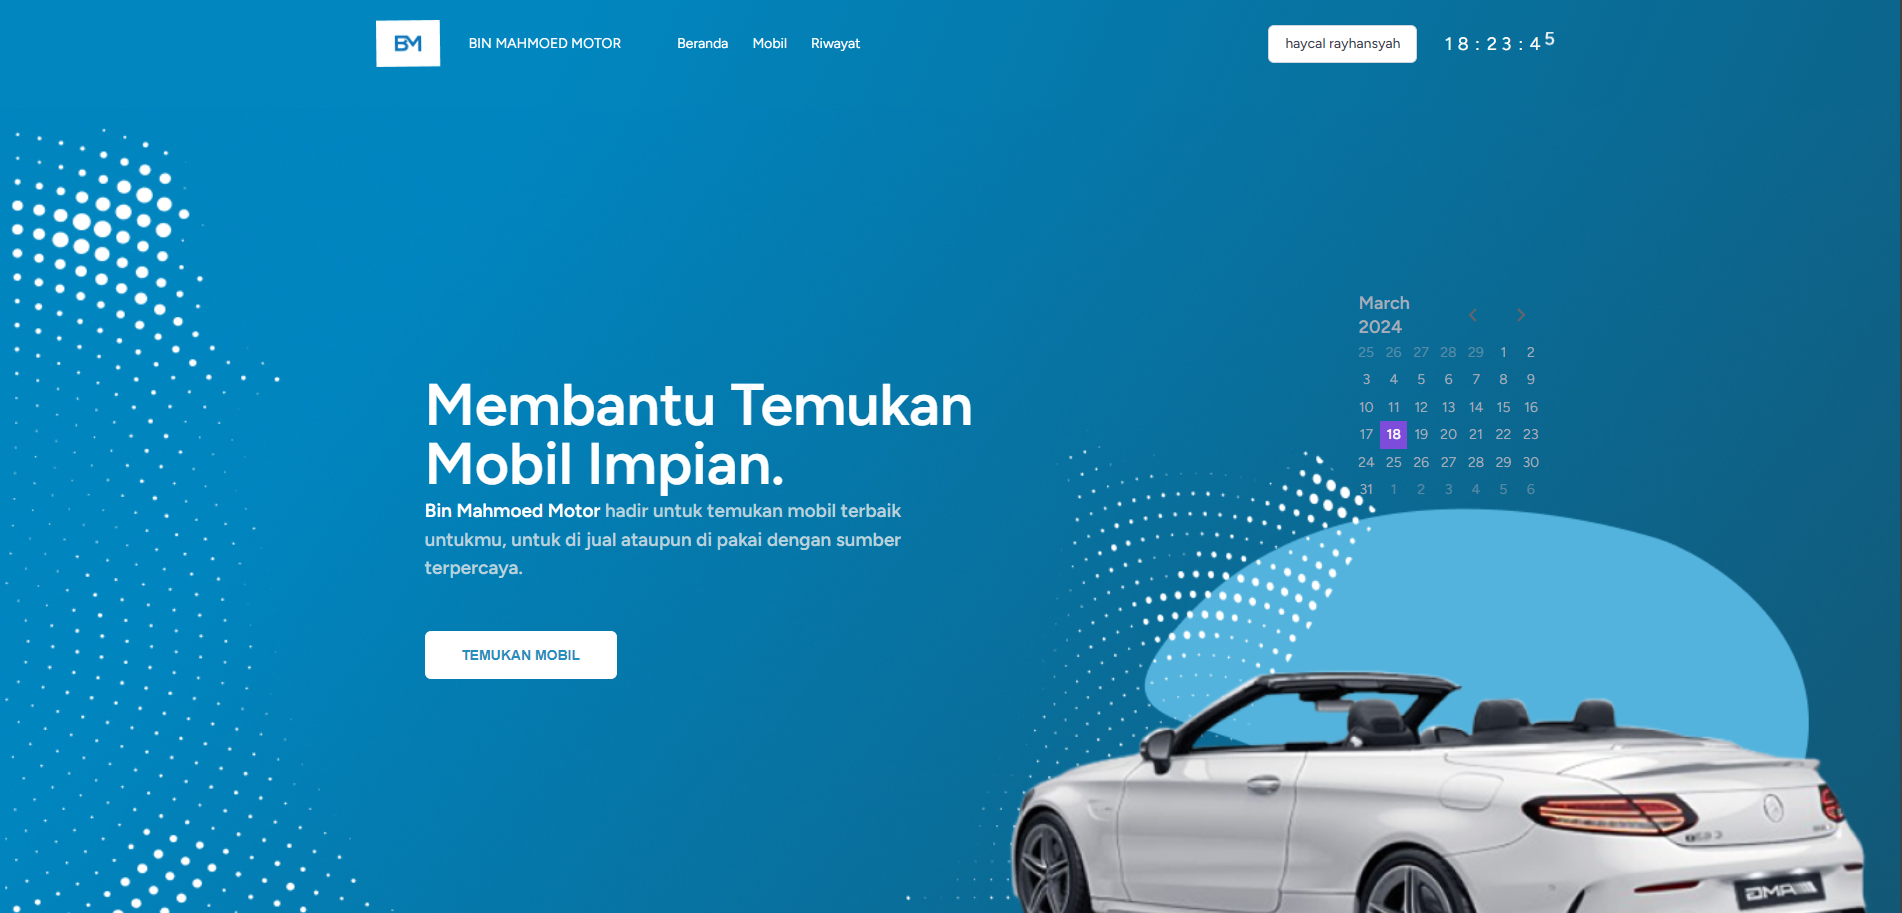 BM
BIN MAHMOED MOTOR
Beranda
Mobil
Riwayat
haycal rayhansyah
18:23:45
March
2024
25 26 27 28 29 1 2
3 4 5 6 7 8 9
10 11 12 13 14 15 16
17 18 19 20 21 22 23
24 25 26 27 28 29 30
31 1 2 3 4 5 6
Membantu Temukan
Mobil Impian.
Bin Mahmoed Motor hadir untuk temukan mobil terbaik
untukmu, untuk di jual ataupun di pakai dengan sumber
terpercaya.
TEMUKAN MOBIL
AMG